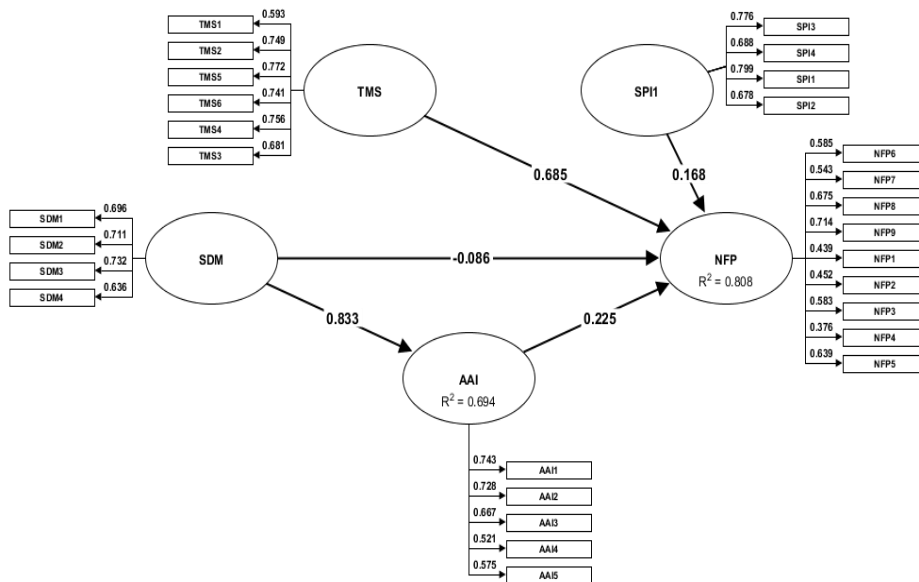 0.593
TMS1
0.749
TMS2
0.772
TMS5
0.741
TMS6
0.756
TMS4
0.681
TMS3
TMS
SPI1
0.776
SPI3
0.688
SPI4
0.799
SPI1
0.678
SPI2
0.685
0.168
0.696
SDM1
0.711
SDM2
0.732
SDM3
0.636
SDM4
SDM
-0.086
NFP
R² = 0.808
0.585
NFP6
0.543
NFP7
0.675
NFP8
0.714
NFP9
0.439
NFP1
0.452
NFP2
0.583
NFP3
0.376
NFP4
0.639
NFP5
0.833
0.225
AAI
R² = 0.694
0.743
AAI1
0.728
AAI2
0.667
AAI3
0.521
AAI4
0.575
AAI5